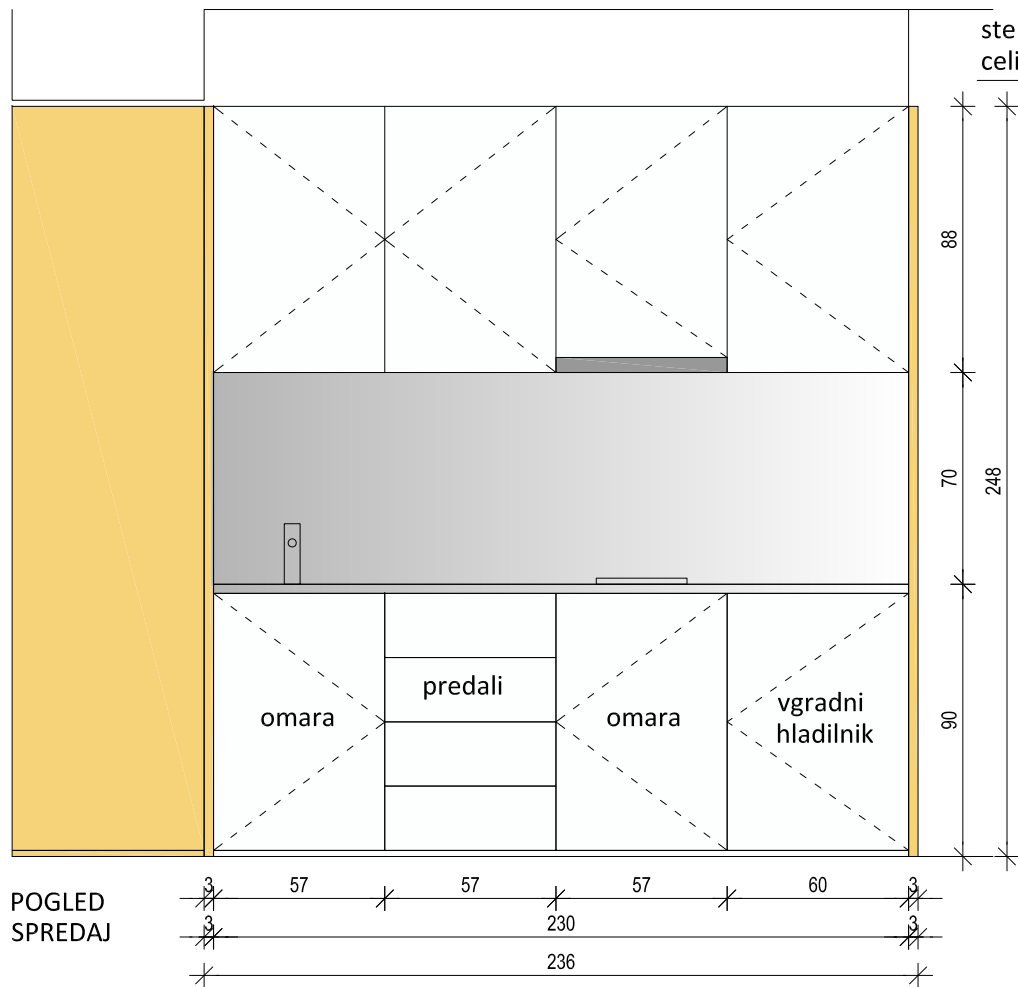 ste
celi
88
70
248
90
omara
predali
omara
vgradni
hladilnik
POGLED
SPREDAJ
3 57 57 57 60 3
3 230 3
236